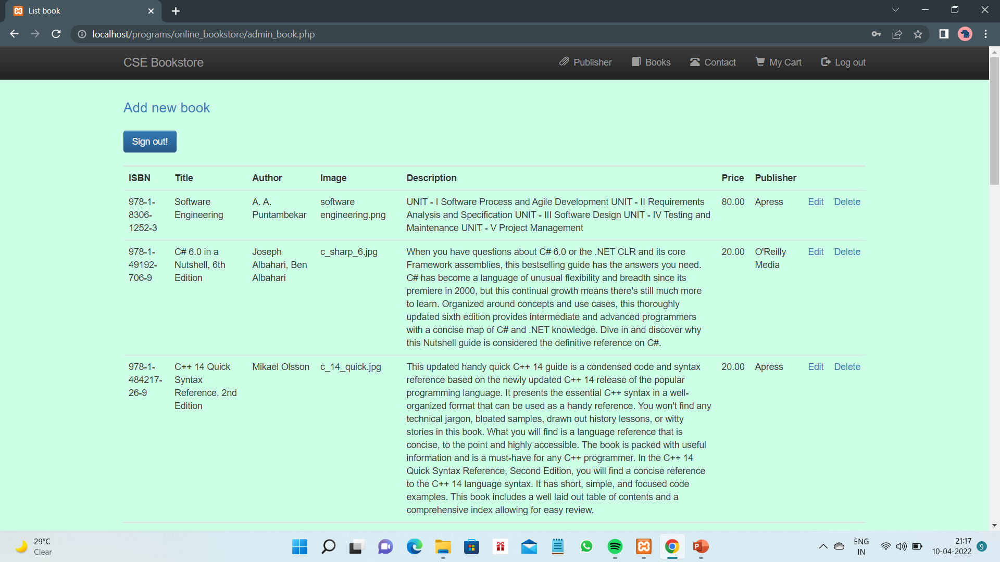 List book
localhost/programs/online_bookstore/admin_book.php
CSE Bookstore
Publisher
Books
Contact
My Cart
Log out
Add new book
Sign out!
ISBN Title Author Image Description Price Publisher
978-1-
8306-
1252-3
Software
Engineering
A. A.
Puntambekar
software
engineering.png
UNIT - I Software Process and Agile Development UNIT - II Requirements
Analysis and Specification UNIT - III Software Design UNIT - IV Testing and
Maintenance UNIT - V Project Management
80.00
Apress
Edit
Delete
978-1-
49192-
706-9
C# 6.0 in a
Nutshell, 6th
Edition
Joseph
Albahari, Ben
Albahari
c_sharp_6.jpg
When you have questions about C# 6.0 or the .NET CLR and its core
Framework assemblies, this bestselling guide has the answers you need.
C# has become a language of unusual flexibility and breadth since its
premiere in 2000, but this continual growth means there's still much more
to learn. Organized around concepts and use cases, this thoroughly
updated sixth edition provides intermediate and advanced programmers
with a concise map of C# and .NET knowledge. Dive in and discover why
this Nutshell guide is considered the definitive reference on C#.
20.00
O'Reilly
Media
Edit
Delete
978-1-
484217-
26-9
C++ 14 Quick
Syntax
Reference, 2nd
Edition
Mikael Olsson
c_14_quick.jpg
This updated handy quick C++ 14 guide is a condensed code and syntax
reference based on the newly updated C++ 14 release of the popular
programming language. It presents the essential C++ syntax in a well-
organized format that can be used as a handy reference. You won't find any
technical jargon, bloated samples, drawn out history lessons, or witty
stories in this book. What you will find is a language reference that is
concise, to the point and highly accessible. The book is packed with useful
information and is a must-have for any C++ programmer. In the C++ 14
Quick Syntax Reference, Second Edition, you will find a concise reference
to the C++ 14 language syntax. It has short, simple, and focused code
examples. This book includes a well laid out table of contents and a
comprehensive index allowing for easy review.
20.00
Apress
Edit
Delete
29°C
Clear
P
ENG
IN
21:17
10-04-2022
9